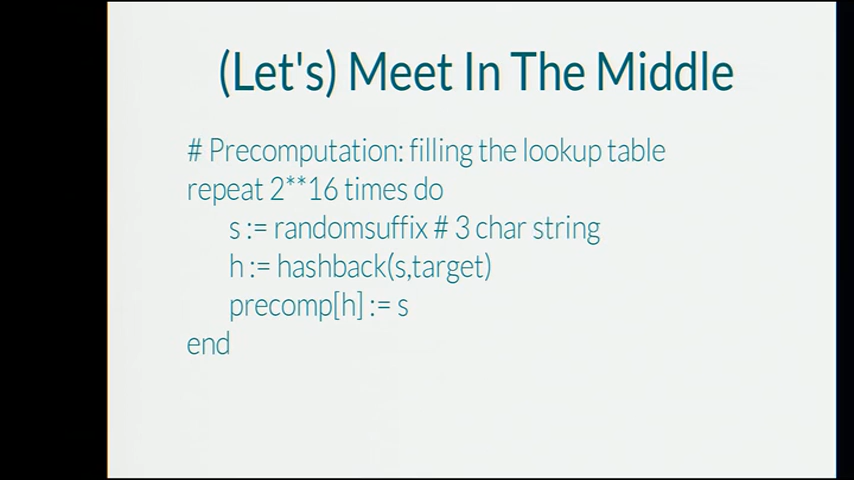 (Let's) Meet In The Middle
# Precomputation: filling the lookup table
repeat 2**16 times do
s := randomsuffix # 3 char string
h := hashback(s,target)
precomp[h] := s
end